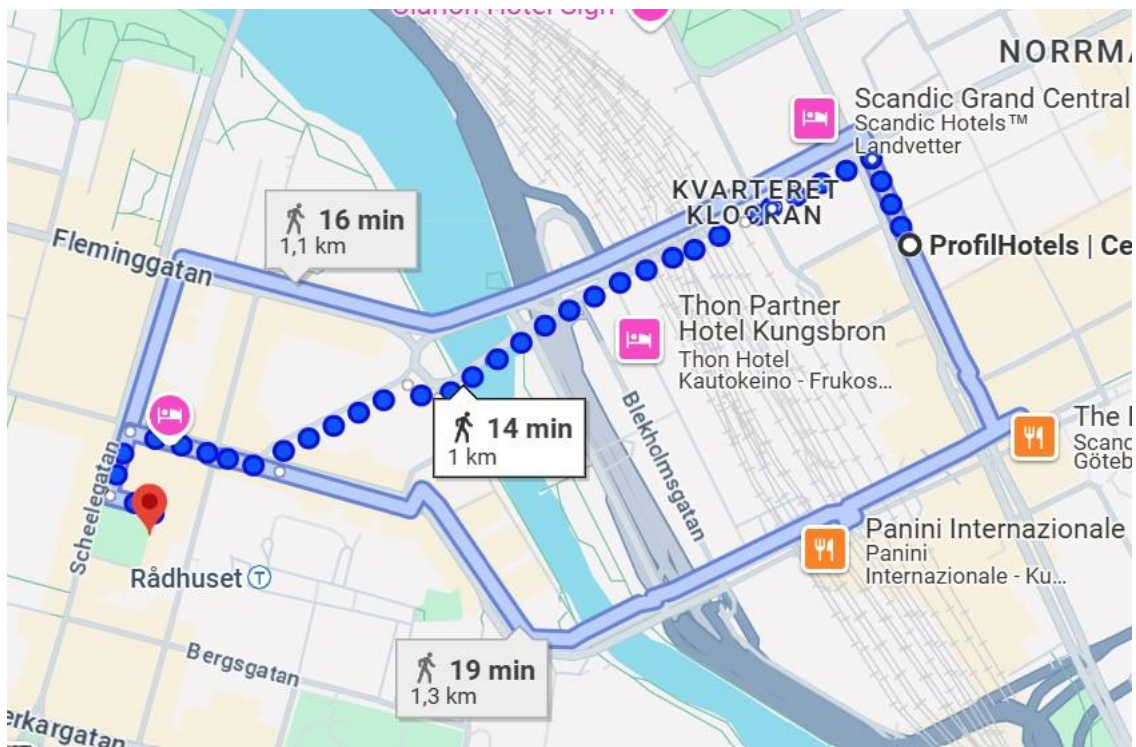 Clarion Hotel Sign
NORRMA
Scandic Grand Central
Scandic Hotels™
Landvetter
KVARTERET
KLOCRAN
16 min
1,1 km
Fleminggatan
ProfilHotels | Ce
Thon Partner
Hotel Kungsbron
Thon Hotel
Kautokeino - Frukos...
14 min
1 km
Blekholmsgatan
The
Scand
Göteb
Scheelegatan
Panini Internazionale
Panini
Internazionale - Ku...
Rådhuset T
19 min
1,3 km
Bergsgatan
erkargatan